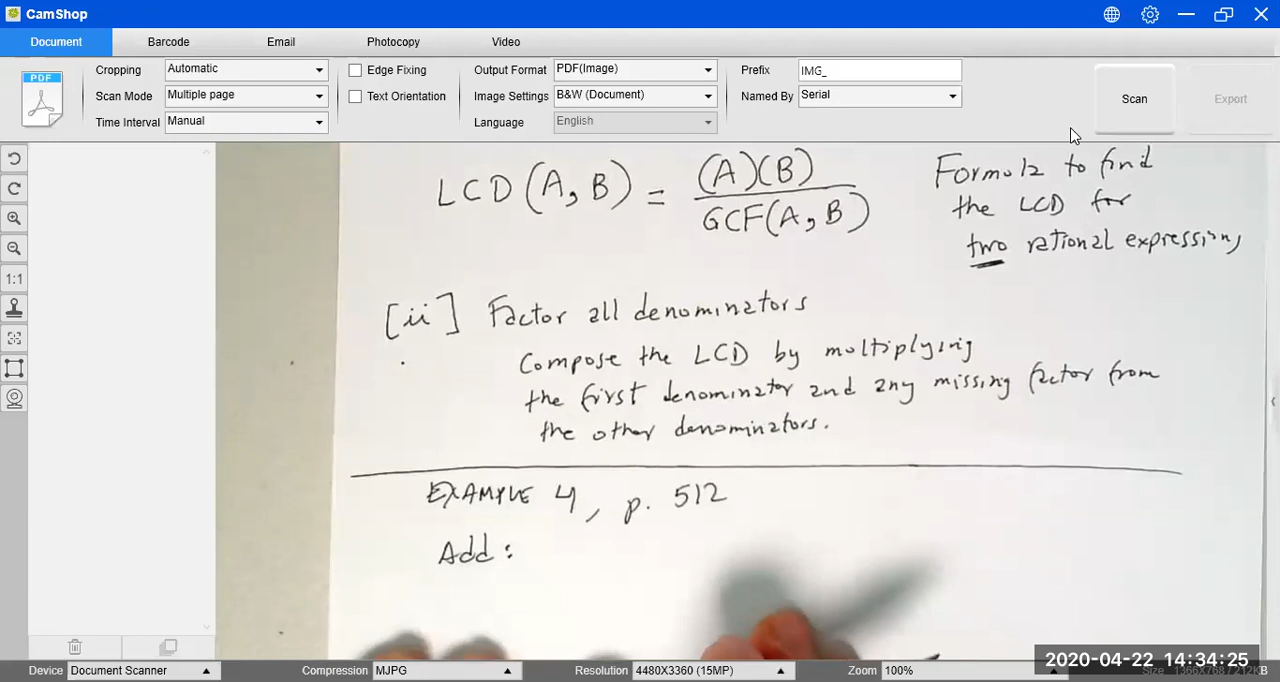 CamShop
Document Barcode Email Photocopy Video
Cropping Automatic Edge Fixing Output Format PDF(Image) Prefix IMG_
Scan Mode Multiple page Text Orientation Image Settings B&W (Document) Named By Serial
Time Interval Manual Language English
PDF
Scan Export
1:1
LCD(A,B) = (A)(B)
GCF(A,B)
Formula to find
the LCD for
two rational expressions
[ii] Factor all denominators
Compose the LCD by multiplying
the first denominator and any missing factor from
the other denominators.
EXAMPLE 4, p. 512
Add:
2020-04-22 14:34:25
Device Document Scanner Compression MJPG Resolution 4480X3360 (15MP) Zoom 100%